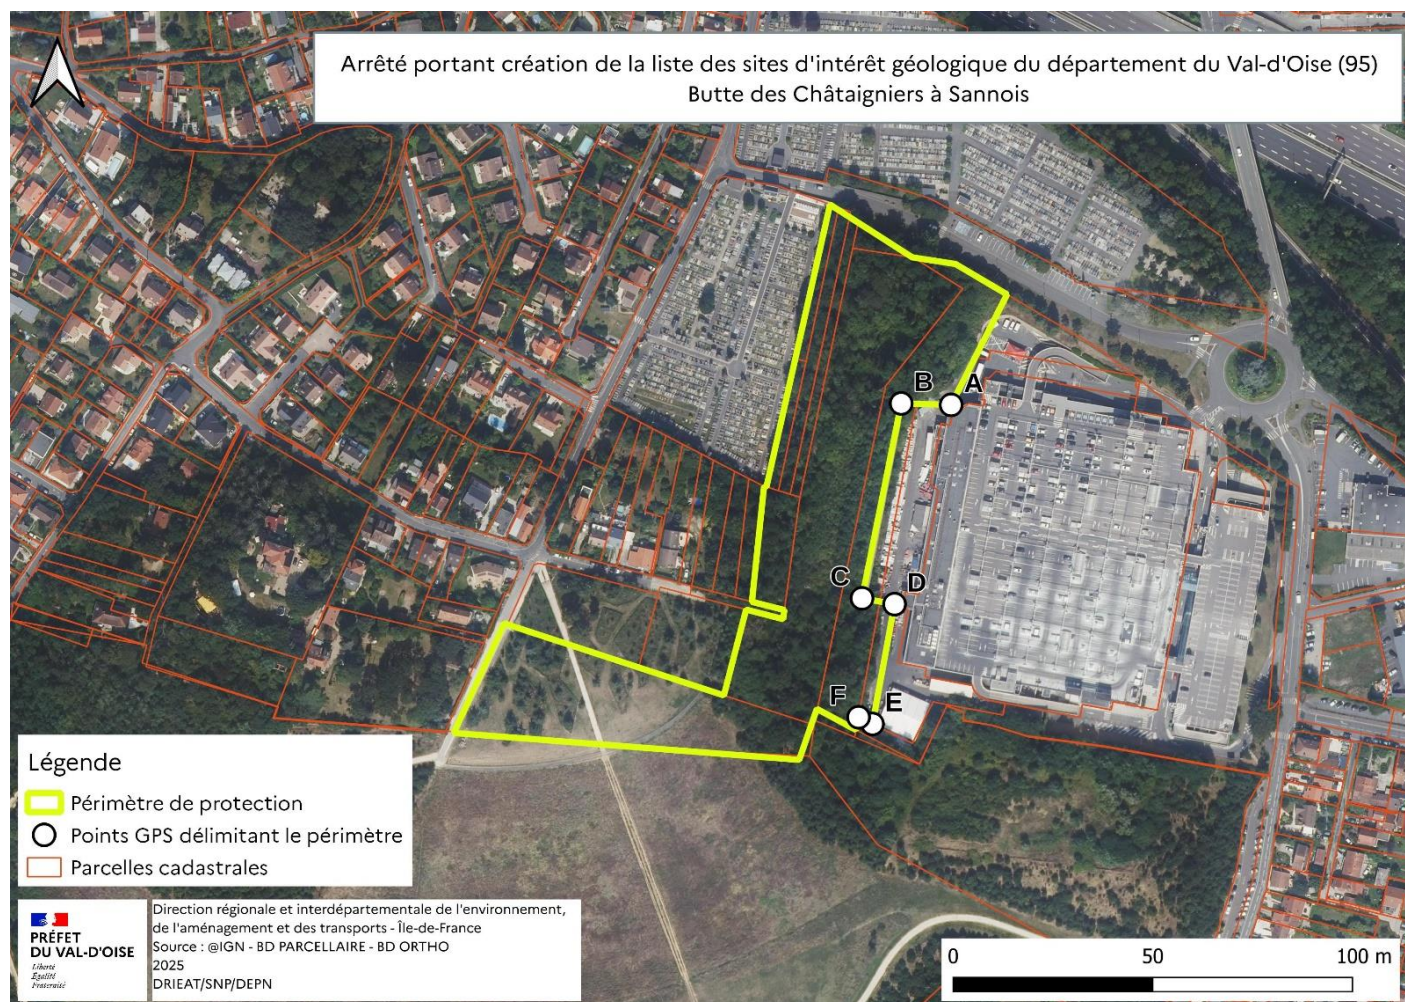 Arrêté portant création de la liste des sites d'intérêt géologique du département du Val-d'Oise (95)
Butte des Châtaigniers à Sannois
B
A
C
D
F
E
Légende
Périmètre de protection
Points GPS délimitant le périmètre
Parcelles cadastrales
PRÉFET
DU VAL-D'OISE
Liberté
Égalité
Fraternité
Direction régionale et interdépartementale de l'environnement,
de l'aménagement et des transports - Île-de-France
Source : @IGN - BD PARCELLAIRE - BD ORTHO
2025
DRIEAT/SNP/DEPN
0 50 100 m